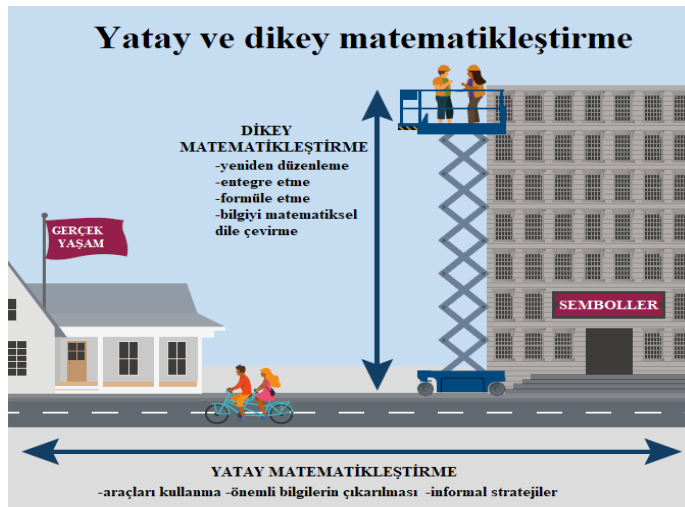 Yatay ve dikey matematikleştirme
DİKEY
MATEMATİKLEŞTİRME
-yeniden düzenleme
-entegre etme
-formüle etme
-bilgiyi matematiksel
dile çevirme
GERÇEK
YAŞAM
SEMBOLLER
YATAY MATEMATİKLEŞTİRME
-araçları kullanma -önemli bilgilerin çıkarılması -informal stratejiler